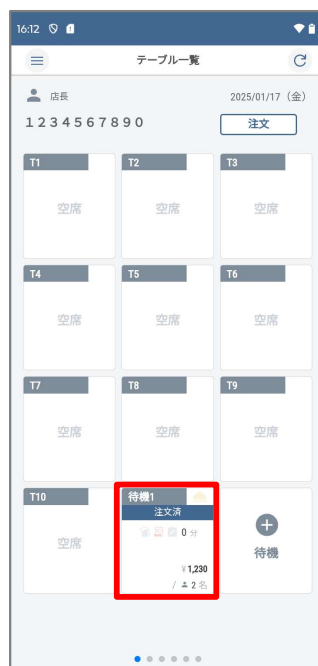 16:12
テーブル一覧
店長
2025/01/17（金）
1234567890
注文
T1
T2
T3
空席
空席
空席
T4
T5
T6
空席
空席
空席
T7
T8
T9
空席
空席
空席
T10
待機1
注文済
空席
0 分
待機
¥1,230
/ 2 名